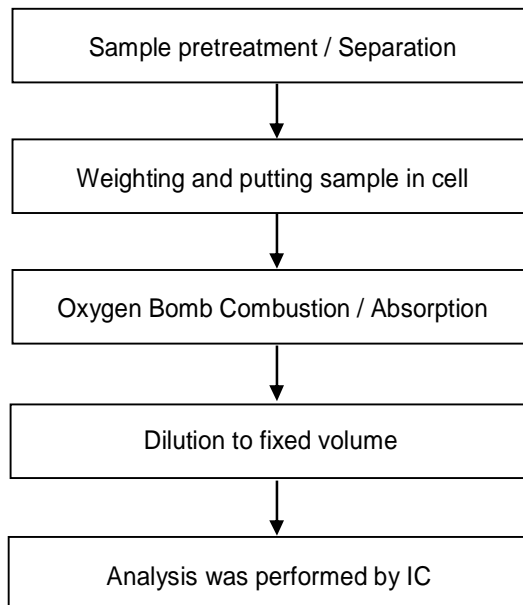 Sample pretreatment / Separation
Weighting and putting sample in cell
Oxygen Bomb Combustion / Absorption
Dilution to fixed volume
Analysis was performed by IC